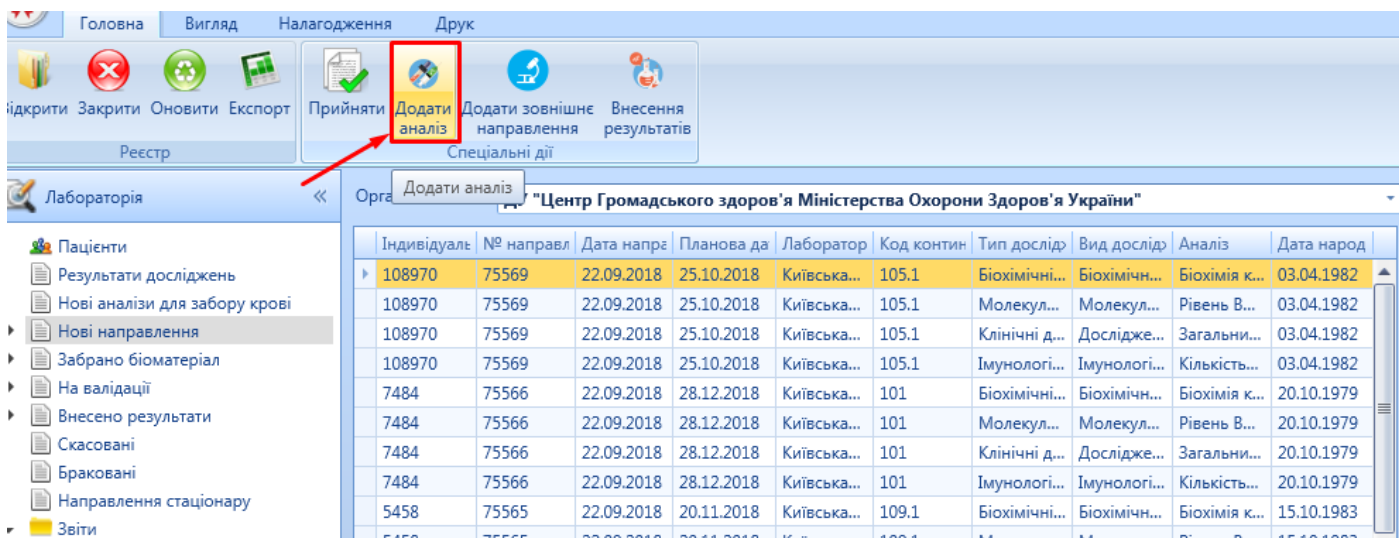 Головна Вигляд Налагодження Друк
Відкрити Закрити Оновити Експорт Прийняти Додати аналіз Додати зовнішнє направлення Внесення результатів
Реєстр Спеціальні дії
Додати аналіз
Лабораторія «
ДУ "Центр Громадського здоров'я Міністерства Охорони Здоров'я України"
Пацієнти
Результати досліджень
Нові аналізи для забору крові
Нові направлення
Забрано біоматеріал
На валідації
Внесено результати
Скасовані
Браковані
Направлення стаціонару
Звіти
Індивідуаль № направл Дата напра Планова да Лаборатор Код контин Тип дослід Вид дослід Аналіз Дата народ
108970 75569 22.09.2018 25.10.2018 Київська... 105.1 Біохімічні... Біохімічн... Біохімія к... 03.04.1982
108970 75569 22.09.2018 25.10.2018 Київська... 105.1 Молекул... Молекул... Рівень В... 03.04.1982
108970 75569 22.09.2018 25.10.2018 Київська... 105.1 Клінічні д... Дослідже... Загальни... 03.04.1982
108970 75569 22.09.2018 25.10.2018 Київська... 105.1 Імунологі... Імунологі... Кількість... 03.04.1982
7484 75566 22.09.2018 28.12.2018 Київська... 101 Біохімічні... Біохімічн... Біохімія к... 20.10.1979
7484 75566 22.09.2018 28.12.2018 Київська... 101 Молекул... Молекул... Рівень В... 20.10.1979
7484 75566 22.09.2018 28.12.2018 Київська... 101 Клінічні д... Дослідже... Загальни... 20.10.1979
7484 75566 22.09.2018 28.12.2018 Київська... 101 Імунологі... Імунологі... Кількість... 20.10.1979
5458 75565 22.09.2018 20.11.2018 Київська... 109.1 Біохімічні... Біохімічн... Біохімія к... 15.10.1983